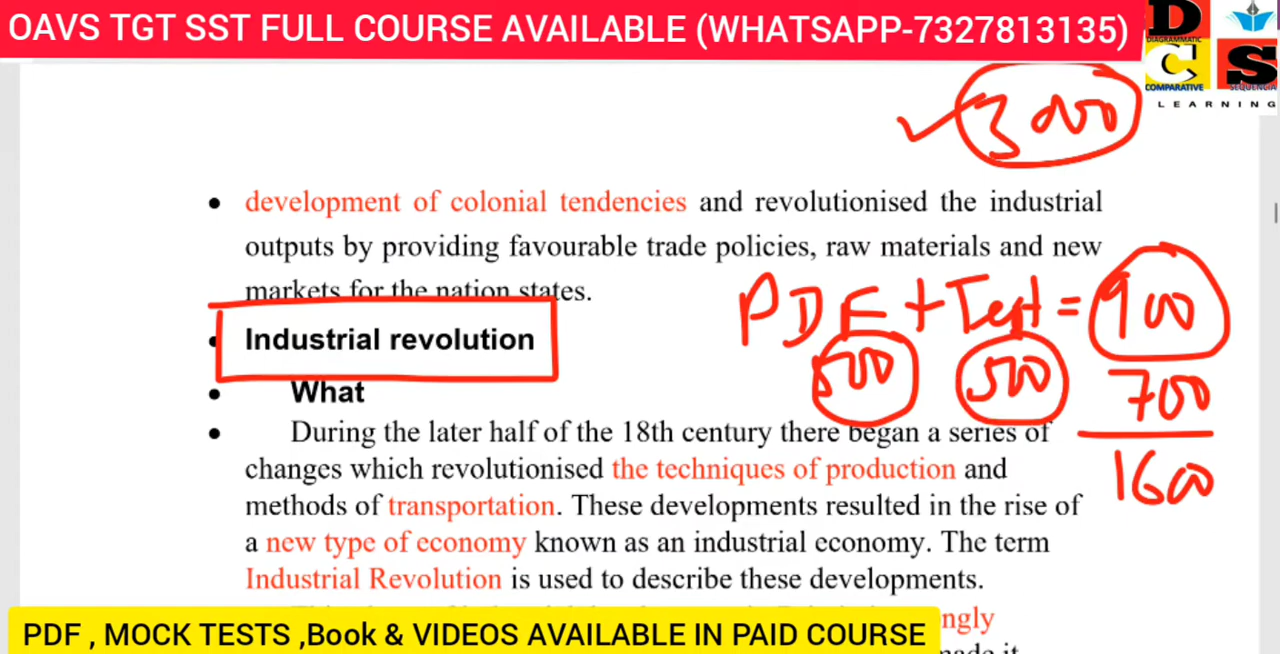 OAVS TGT SST FULL COURSE AVAILABLE (WHATSAPP-7327813135)
D
DIAGRAMMATIC
C S
COMPARATIVE SEQUENCIA
LEARNING
3000
• development of colonial tendencies and revolutionised the industrial
outputs by providing favourable trade policies, raw materials and new
markets for the nation states.
PDF + Test = 900
500 500
700
1600
• Industrial revolution
• What
• During the later half of the 18th century there began a series of
changes which revolutionised the techniques of production and
methods of transportation. These developments resulted in the rise of
a new type of economy known as an industrial economy. The term
Industrial Revolution is used to describe these developments.
PDF , MOCK TESTS ,Book & VIDEOS AVAILABLE IN PAID COURSE